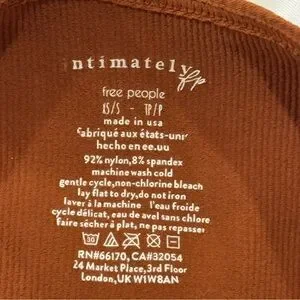 intimately fp
free people
XS/S - TP/P
made in usa
fabriqué aux états-unis
hecho en ee.uu
92% nylon,8% spandex
machine wash cold
gentle cycle,non-chlorine bleach
lay flat to dry,do not iron
laver à la machine l'eau froide
cycle délicat, eau de avel sans chlore
faire sécher à plat, ne pas repasser
30
RN#66170, CA#32054
24 Market Place,3rd Floor
London,UK W1W8AN